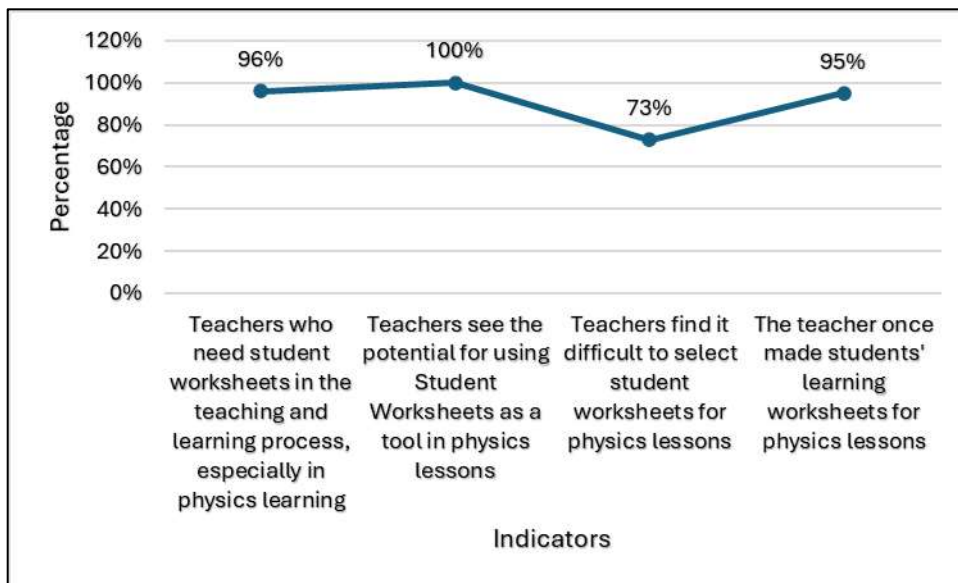 120%
100%
80%
60%
40%
20%
0%
Percentage
96%
100%
73%
95%
Teachers who
need student
worksheets in the
teaching and
learning process,
especially in
physics learning
Teachers see the
potential for using
Student
Worksheets as a
tool in physics
lessons
Teachers find it
difficult to select
student
worksheets for
physics lessons
The teacher once
made students'
learning
worksheets for
physics lessons
Indicators